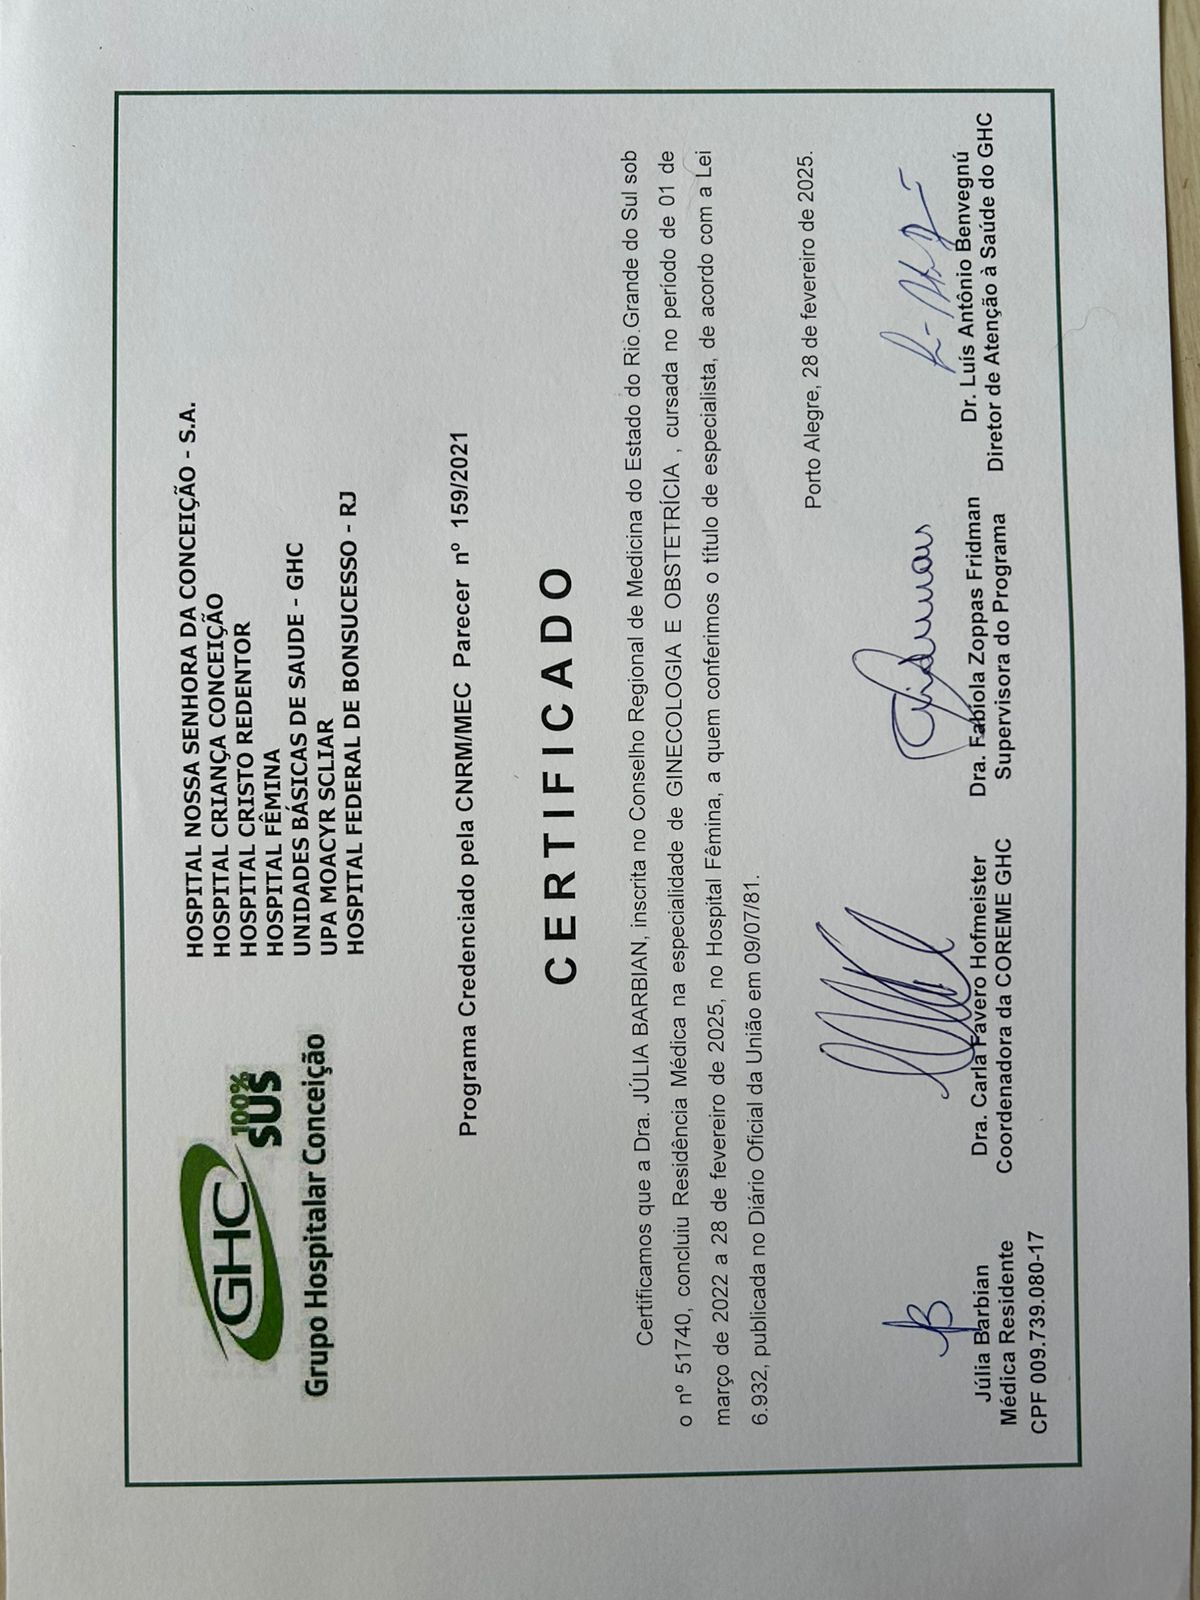 GHC
100%
SUS
Grupo Hospitalar Conceição
HOSPITAL NOSSA SENHORA DA CONCEIÇÃO - S.A.
HOSPITAL CRIANÇA CONCEIÇÃO
HOSPITAL CRISTO REDENTOR
HOSPITAL FÊMINA
UNIDADES BÁSICAS DE SAUDE - GHC
UPA MOACYR SCLIAR
HOSPITAL FEDERAL DE BONSUCESSO - RJ
Programa Credenciado pela CNRM/MEC Parecer nº 159/2021
CERTIFICADO
Certificamos que a Dra. JÚLIA BARBIAN, inscrita no Conselho Regional de Medicina do Estado do Rio Grande do Sul sob
o nº 51740, concluiu Residência Médica na especialidade de GINECOLOGIA E OBSTETRÍCIA , cursada no período de 01 de
março de 2022 a 28 de fevereiro de 2025, no Hospital Fêmina, a quem conferimos o título de especialista, de acordo com a Lei
6.932, publicada no Diário Oficial da União em 09/07/81.
Porto Alegre, 28 de fevereiro de 2025.
Júlia Barbian
Médica Residente
CPF 009.739.080-17
Dra. Carla Favero Hofmeister
Coordenadora da COREME GHC
Dra. Fabiola Zoppas Fridman
Supervisora do Programa
Dr. Luís Antônio Benvegnú
Diretor de Atenção à Saúde do GHC